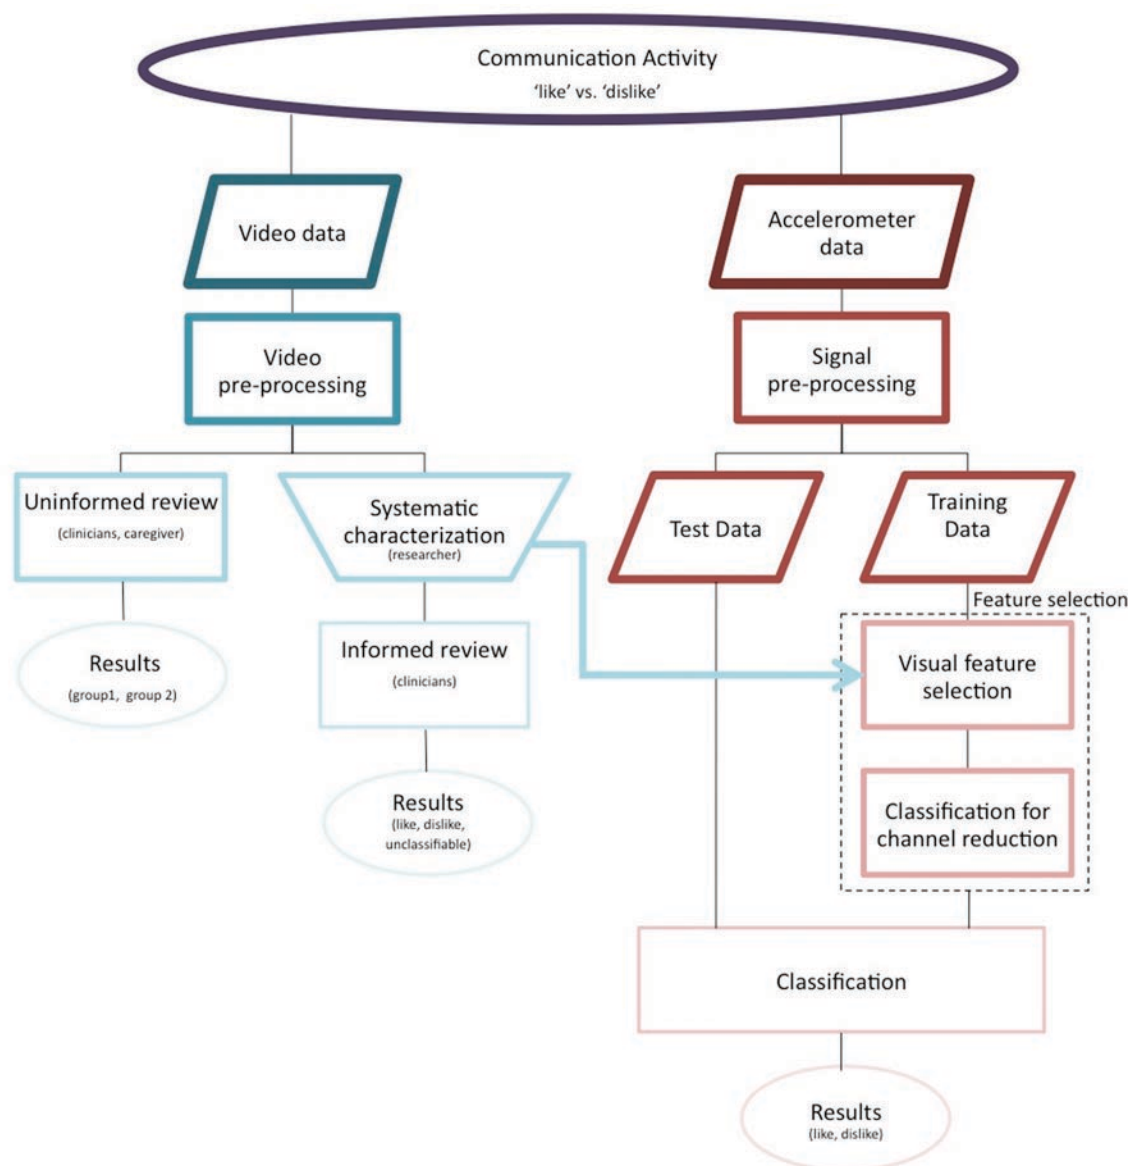 Communication Activity
‘like’ vs. ‘dislike’
Video data
Accelerometer
data
Video
pre-processing
Signal
pre-processing
Uninformed review
(clinicians, caregiver)
Systematic
characterization
(researcher)
Test Data
Training
Data
Feature selection
Results
(group1, group 2)
Informed review
(clinicians)
Visual feature
selection
Results
(like, dislike,
unclassifiable)
Classification for
channel reduction
Classification
Results
(like, dislike)